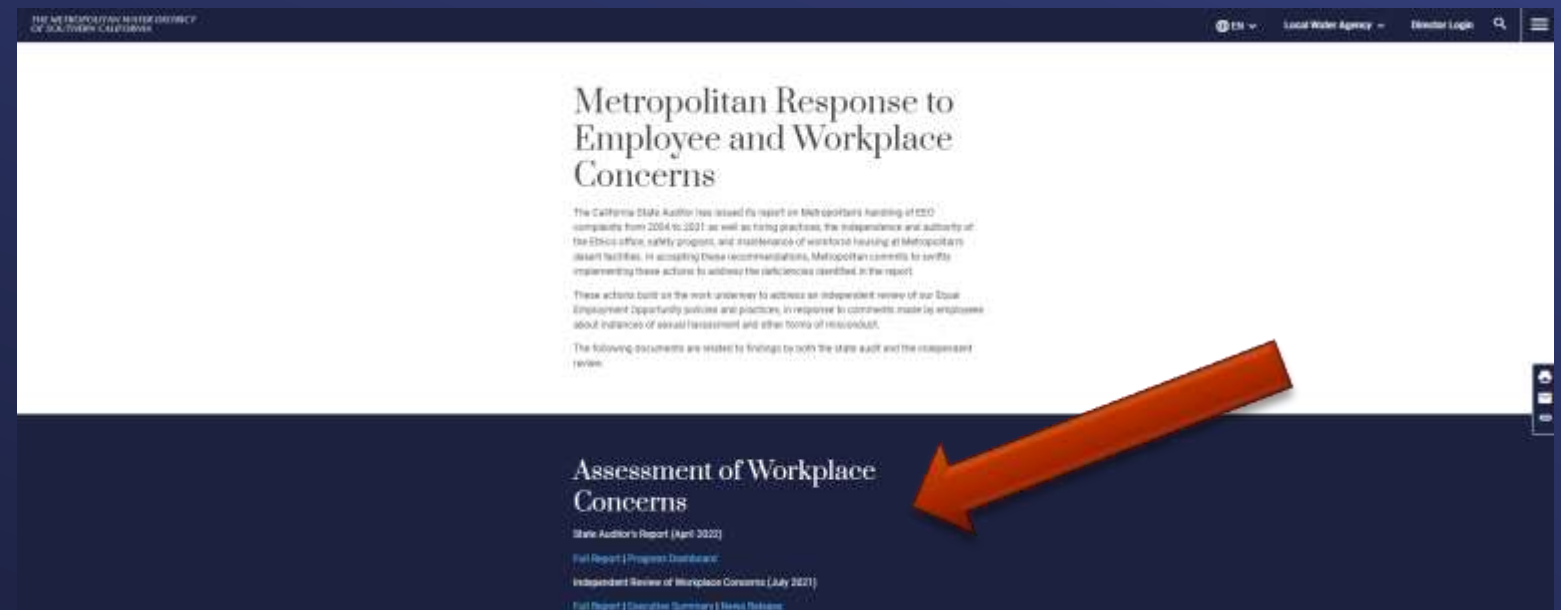 THE METROPOLITAN WATER DISTRICT
OF SOUTHERN CALIFORNIA
EN Local Water Agency Director Login
Metropolitan Response to
Employee and Workplace
Concerns
The California State Auditor has issued its report on Metropolitan's handling of EEO
complaints from 2004 to 2021 as well as hiring practices, the independence and authority of
the Ethics office, safety program, and maintenance of workforce housing at Metropolitan's
desert facilities. In accepting these recommendations, Metropolitan commits to swiftly
implementing these actions to address the deficiencies identified in the report.
These actions build on the work underway to address an independent review of our Equal
Employment Opportunity policies and practices, in response to comments made by employees
about instances of sexual harassment and other forms of misconduct.
The following documents are related to findings by both the state audit and the independent
review.
Assessment of Workplace
Concerns
State Auditor's Report (April 2022)
Full Report | Progress Dashboard
Independent Review of Workplace Concerns (July 2021)
Full Report | Executive Summary | News Release